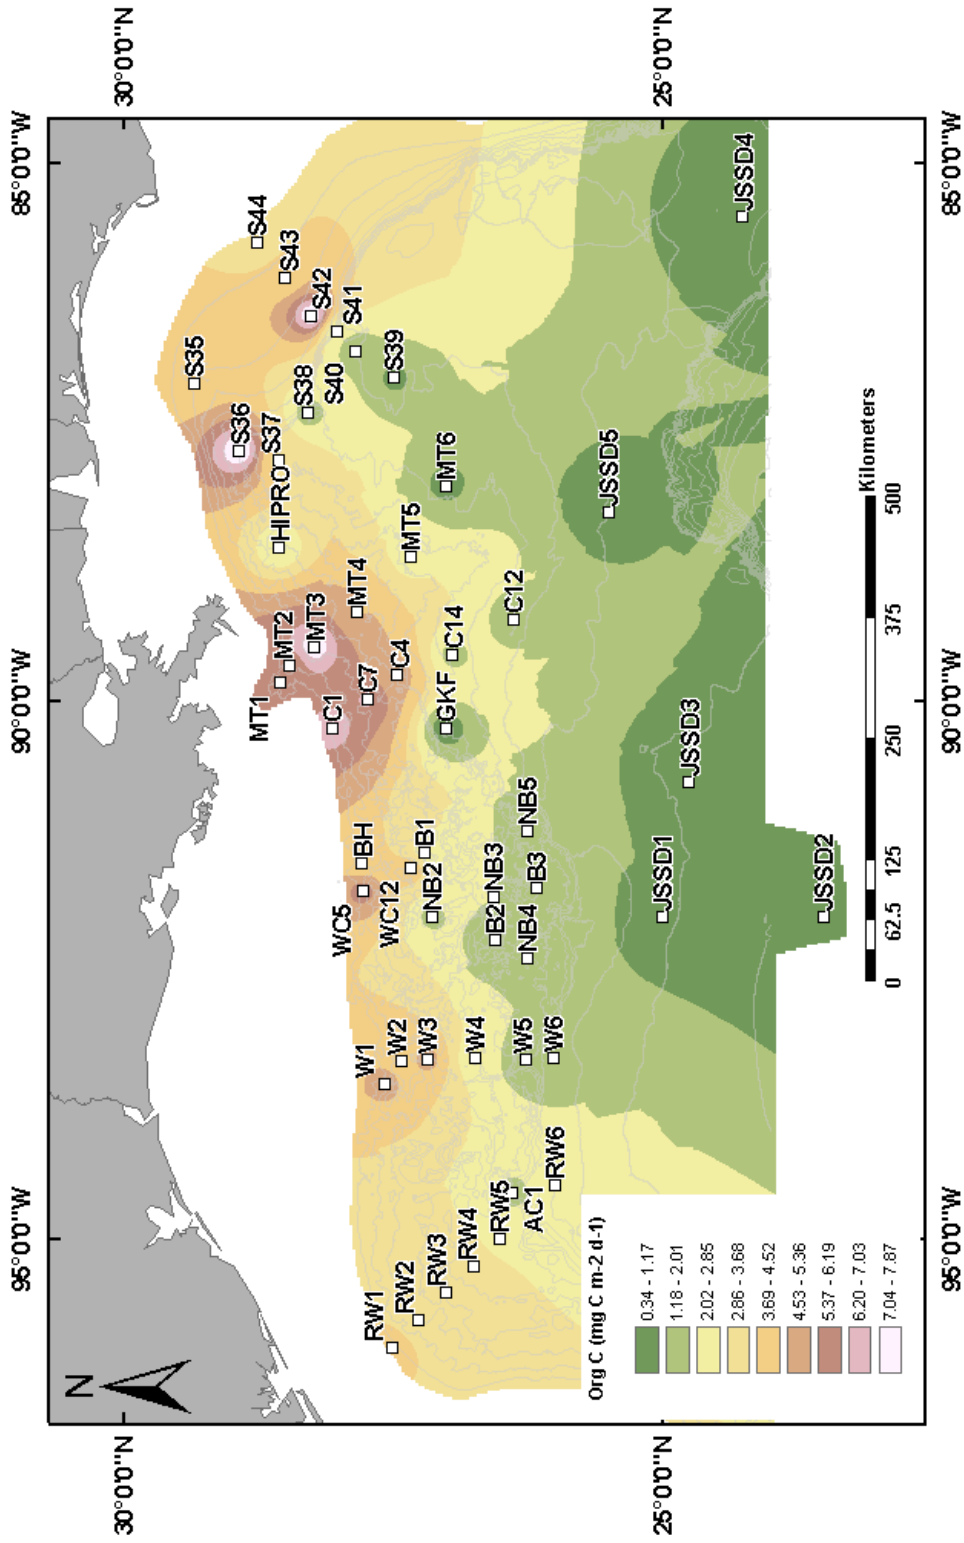 95°0'0"W
90°0'0"W
85°0'0"W
30°0'0"N
30°0'0"N
25°0'0"N
25°0'0"N
95°0'0"W
90°0'0"W
85°0'0"W
N
S35
S44
S36
S43
S37
HIPRO
S42
S38
S41
S40
S39
MT1
MT2
MT3
MT4
MT5
MT6
C1
C7
C4
C14
C12
GKF
BH
WC5
WC12
B1
NB2
NB5
NB3
B2
B3
NB4
W1
W2
W3
W4
W5
W6
RW1
RW2
RW3
RW4
RW5
AC1
RW6
JSSD1
JSSD2
JSSD3
JSSD4
JSSD5
Org C (mg C m-2 d-1)
0.34 - 1.17
1.18 - 2.01
2.02 - 2.85
2.86 - 3.68
3.69 - 4.52
4.53 - 5.36
5.37 - 6.19
6.20 - 7.03
7.04 - 7.87
Kilometers
0 62.5 125 250 375 500